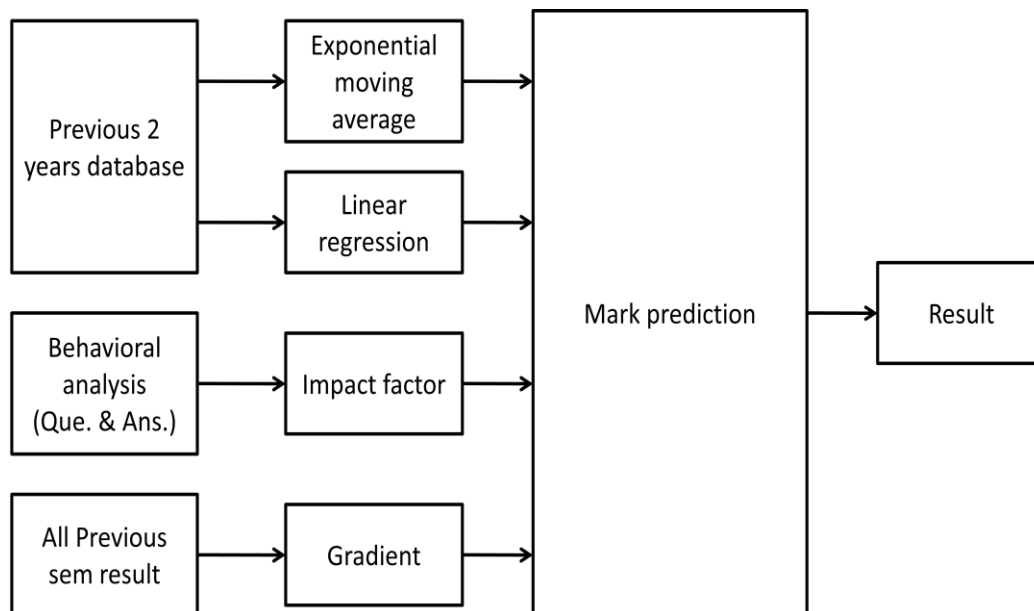 Previous 2
years database
Exponential
moving
average
Linear
regression
Behavioral
analysis
(Que. & Ans.)
Impact factor
All Previous
sem result
Gradient
Mark prediction
Result